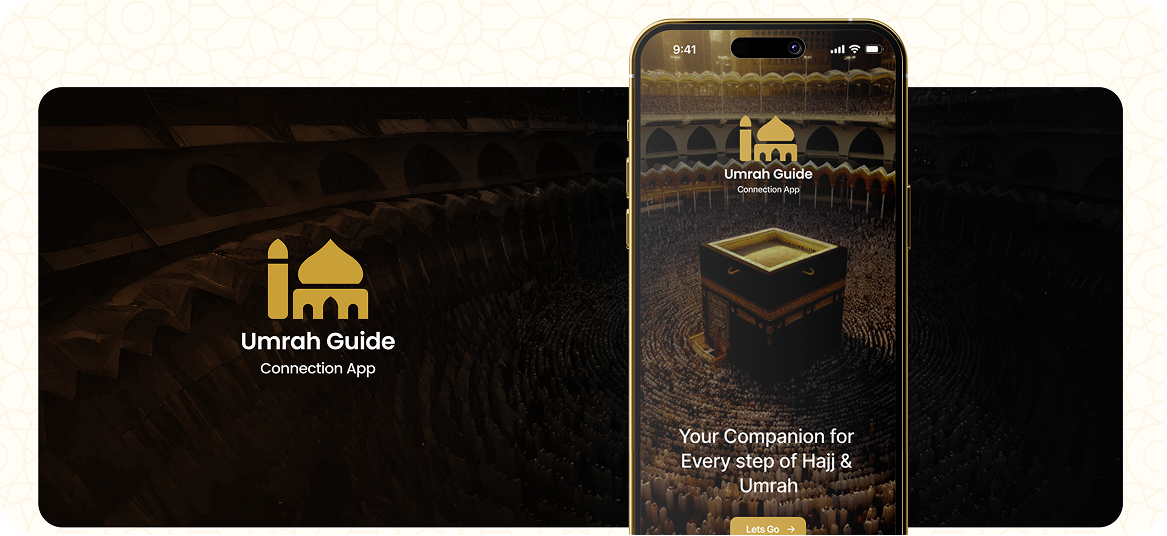 Umrah Guide
Connection App
9:41
Umrah Guide
Connection App
Your Companion for
Every step of Hajj &
Umrah
Lets Go →